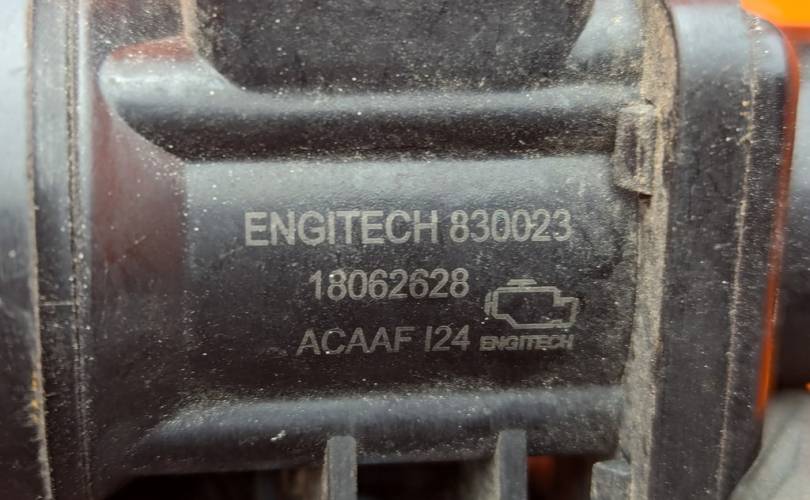 ENGITECH 830023
18062628
ACAAF I24
ENGITECH